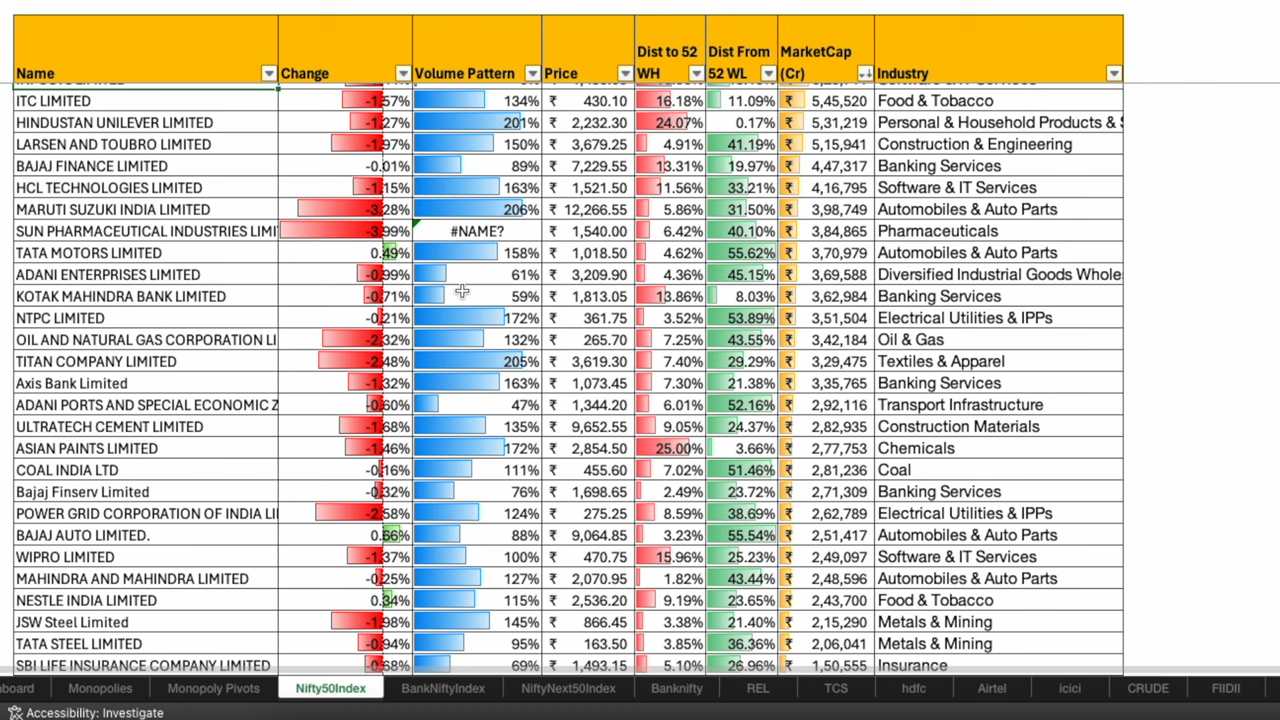 Dist to 52 Dist From MarketCap
Name Change Volume Pattern Price WH 52 WL (Cr) Industry
ITC LIMITED -1.57% 134% ₹ 430.10 16.18% 11.09% ₹ 5,45,520 Food & Tobacco
HINDUSTAN UNILEVER LIMITED -1.27% 201% ₹ 2,232.30 24.07% 0.17% ₹ 5,31,219 Personal & Household Products & S
LARSEN AND TOUBRO LIMITED -1.97% 150% ₹ 3,679.25 4.91% 41.19% ₹ 5,15,941 Construction & Engineering
BAJAJ FINANCE LIMITED -0.01% 89% ₹ 7,229.55 13.31% 19.97% ₹ 4,47,317 Banking Services
HCL TECHNOLOGIES LIMITED -1.15% 163% ₹ 1,521.50 11.56% 33.21% ₹ 4,16,795 Software & IT Services
MARUTI SUZUKI INDIA LIMITED -3.28% 206% ₹ 12,266.55 5.86% 31.50% ₹ 3,98,749 Automobiles & Auto Parts
SUN PHARMACEUTICAL INDUSTRIES LIMI -3.99% #NAME? ₹ 1,540.00 6.42% 40.10% ₹ 3,84,865 Pharmaceuticals
TATA MOTORS LIMITED 0.49% 158% ₹ 1,018.50 4.62% 55.62% ₹ 3,70,979 Automobiles & Auto Parts
ADANI ENTERPRISES LIMITED -0.99% 61% ₹ 3,209.90 4.36% 45.15% ₹ 3,69,588 Diversified Industrial Goods Whole
KOTAK MAHINDRA BANK LIMITED -0.71% 59% ₹ 1,813.05 13.86% 8.03% ₹ 3,62,984 Banking Services
NTPC LIMITED -0.21% 172% ₹ 361.75 3.52% 53.89% ₹ 3,51,504 Electrical Utilities & IPPs
OIL AND NATURAL GAS CORPORATION LI -2.32% 132% ₹ 265.70 7.25% 43.55% ₹ 3,42,184 Oil & Gas
TITAN COMPANY LIMITED -2.48% 205% ₹ 3,619.30 7.40% 29.29% ₹ 3,29,475 Textiles & Apparel
Axis Bank Limited -1.32% 163% ₹ 1,073.45 7.30% 21.38% ₹ 3,35,765 Banking Services
ADANI PORTS AND SPECIAL ECONOMIC Z -0.60% 47% ₹ 1,344.20 6.01% 52.16% ₹ 2,92,116 Transport Infrastructure
ULTRATECH CEMENT LIMITED -1.68% 135% ₹ 9,652.55 9.05% 24.37% ₹ 2,82,935 Construction Materials
ASIAN PAINTS LIMITED -1.46% 172% ₹ 2,854.50 25.00% 3.66% ₹ 2,77,753 Chemicals
COAL INDIA LTD -0.16% 111% ₹ 455.60 7.02% 51.46% ₹ 2,81,236 Coal
Bajaj Finserv Limited -0.32% 76% ₹ 1,698.65 2.49% 23.72% ₹ 2,71,309 Banking Services
POWER GRID CORPORATION OF INDIA LI -2.58% 124% ₹ 275.25 8.59% 38.69% ₹ 2,62,789 Electrical Utilities & IPPs
BAJAJ AUTO LIMITED. 0.66% 88% ₹ 9,064.85 3.23% 55.54% ₹ 2,51,417 Automobiles & Auto Parts
WIPRO LIMITED -1.37% 100% ₹ 470.75 15.96% 25.23% ₹ 2,49,097 Software & IT Services
MAHINDRA AND MAHINDRA LIMITED -0.25% 127% ₹ 2,070.95 1.82% 43.44% ₹ 2,48,596 Automobiles & Auto Parts
NESTLE INDIA LIMITED 0.34% 115% ₹ 2,536.20 9.19% 23.65% ₹ 2,43,700 Food & Tobacco
JSW Steel Limited -1.98% 145% ₹ 866.45 3.38% 21.40% ₹ 2,15,290 Metals & Mining
TATA STEEL LIMITED -0.94% 95% ₹ 163.50 3.85% 36.36% ₹ 2,06,041 Metals & Mining
SBI LIFE INSURANCE COMPANY LIMITED -0.68% 69% ₹ 1,493.15 5.10% 26.96% ₹ 1,50,555 Insurance
board Monopolies Monopoly Pivots Nifty50Index BankNiftyIndex NiftyNext50Index Banknifty REL TCS hdfc Airtel icici CRUDE FIIDII
Accessibility: Investigate